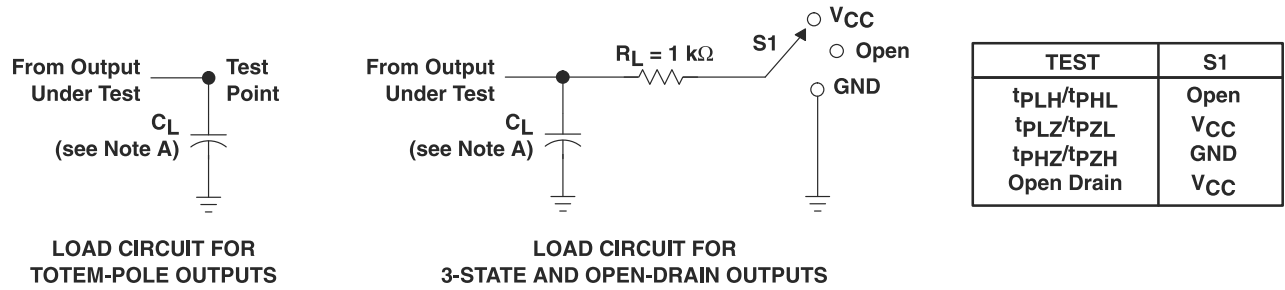 From Output
Under Test
Test
Point
CL
(see Note A)
LOAD CIRCUIT FOR
TOTEM-POLE OUTPUTS
From Output
Under Test
RL = 1 kΩ
S1
VCC
Open
GND
CL
(see Note A)
LOAD CIRCUIT FOR
3-STATE AND OPEN-DRAIN OUTPUTS
TEST S1
tPLH/tPHL Open
tPLZ/tPZL VCC
tPHZ/tPZH GND
Open Drain VCC